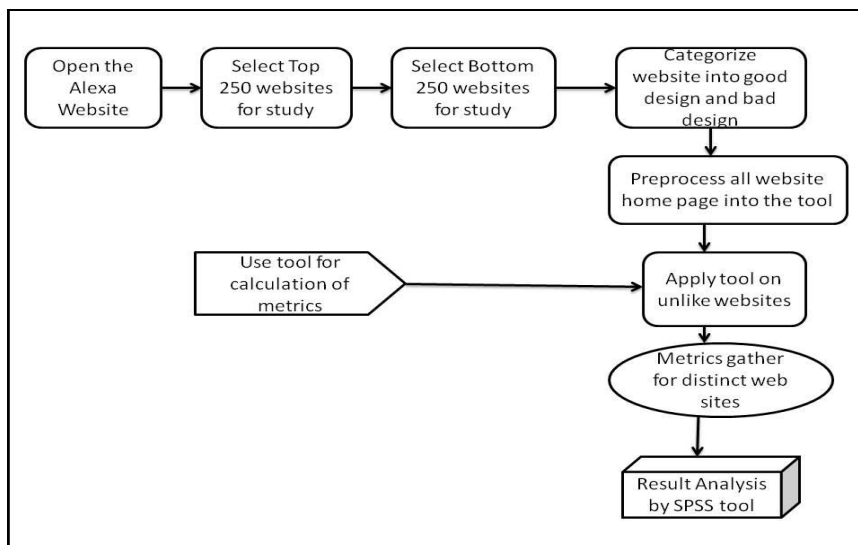 Open the
Alexa
Website
Select Top
250 websites
for study
Select Bottom
250 websites
for study
Categorize
website into good
design and bad
design
Preprocess all website
home page into the tool
Use tool for
calculation of
metrics
Apply tool on
unlike websites
Metrics gather
for distinct web
sites
Result Analysis
by SPSS tool